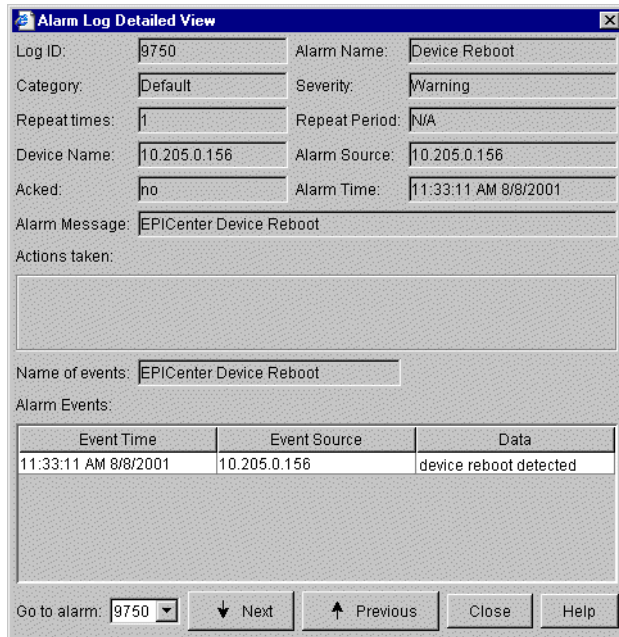 Alarm Log Detailed View
Log ID: 9750 Alarm Name: Device Reboot
Category: Default Severity: Warning
Repeat times: 1 Repeat Period: N/A
Device Name: 10.205.0.156 Alarm Source: 10.205.0.156
Acked: no Alarm Time: 11:33:11 AM 8/8/2001
Alarm Message: EPICenter Device Reboot
Actions taken:
Name of events: EPICenter Device Reboot
Alarm Events:
Event Time Event Source Data
11:33:11 AM 8/8/2001 10.205.0.156 device reboot detected
Go to alarm: 9750 Next Previous Close Help